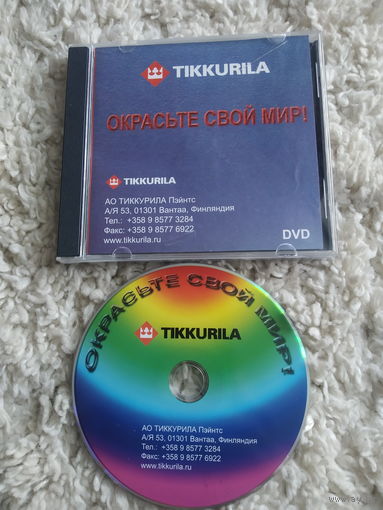 TIKKURILA
ОКРАСЬТЕ СВОЙ МИР!
TIKKURILA
АО ТИККУРИЛА Пэйнтс
А/Я 53, 01301 Вантаа, Финляндия
Тел.: +358 9 8577 3284
Факс: +358 9 8577 6922
www.tikkurila.ru
DVD
ОКРАСЬТЕ СВОЙ МИР!
TIKKURILA
АО ТИККУРИЛА Пэйнтс
А/Я 53, 01301 Вантаа, Финляндия
Тел.: +358 9 8577 3284
Факс: +358 9 8577 6922
www.tikkurila.ru